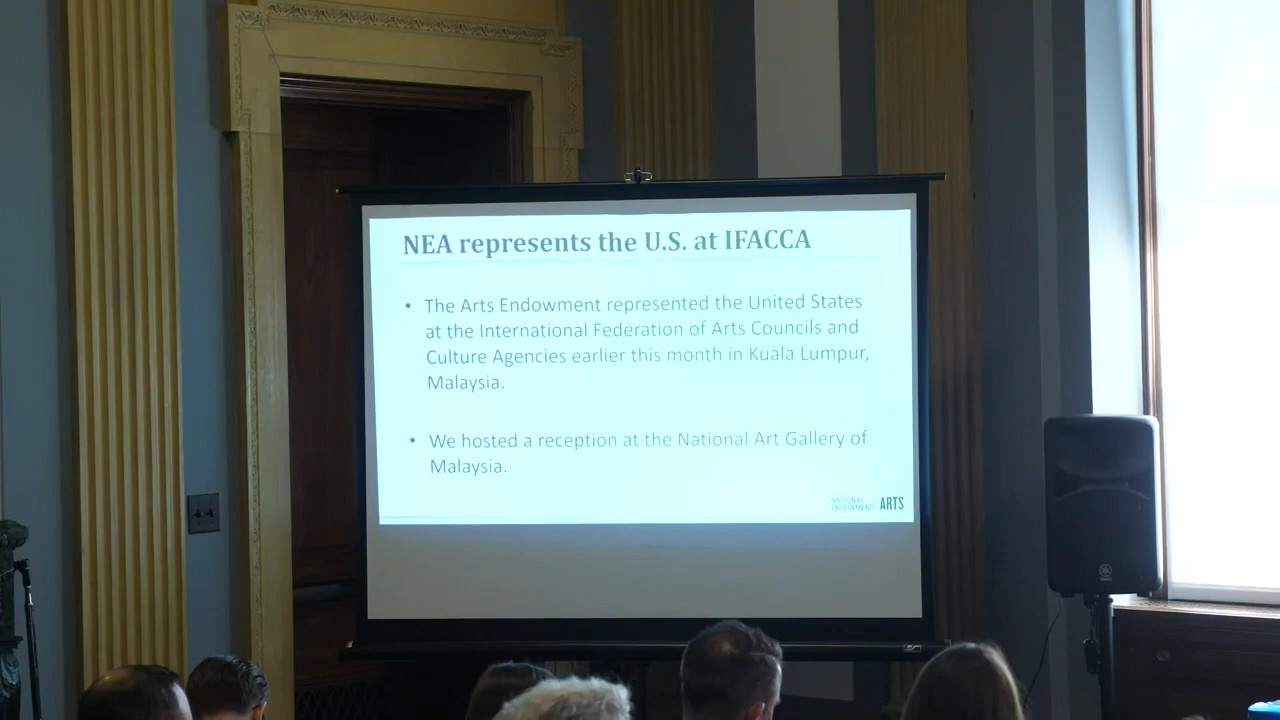 NEA represents the U.S. at IFACCA
• The Arts Endowment represented the United States
at the International Federation of Arts Councils and
Culture Agencies earlier this month in Kuala Lumpur,
Malaysia.
• We hosted a reception at the National Art Gallery of
Malaysia.
NATIONAL
ENDOWMENT
ARTS